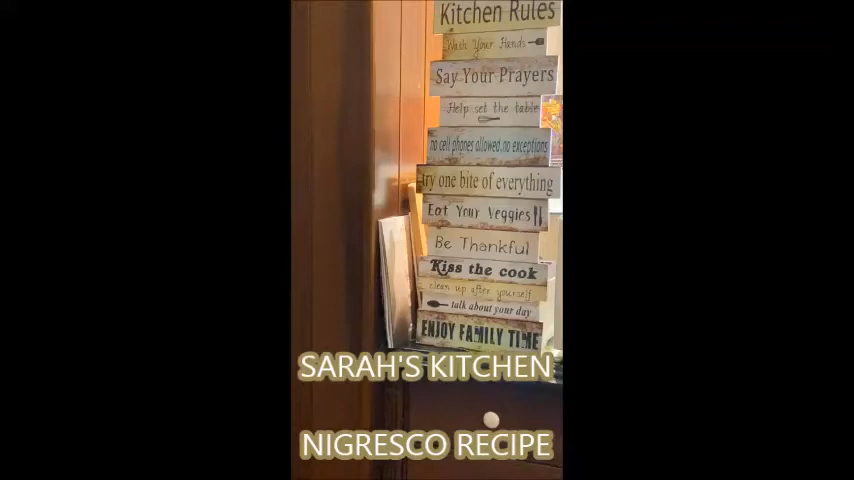 KITCHEN RULES
Wash Your Hands
SAY YOUR PRAYERS
Help set the table
no cell phones allowed.no exceptions
try one bite of everything
Eat Your Veggies
Be Thankful
Kiss the cook
clean up after yourself
talk about your day
ENJOY FAMILY TIME
SARAH'S KITCHEN
NIGRESCO RECIPE